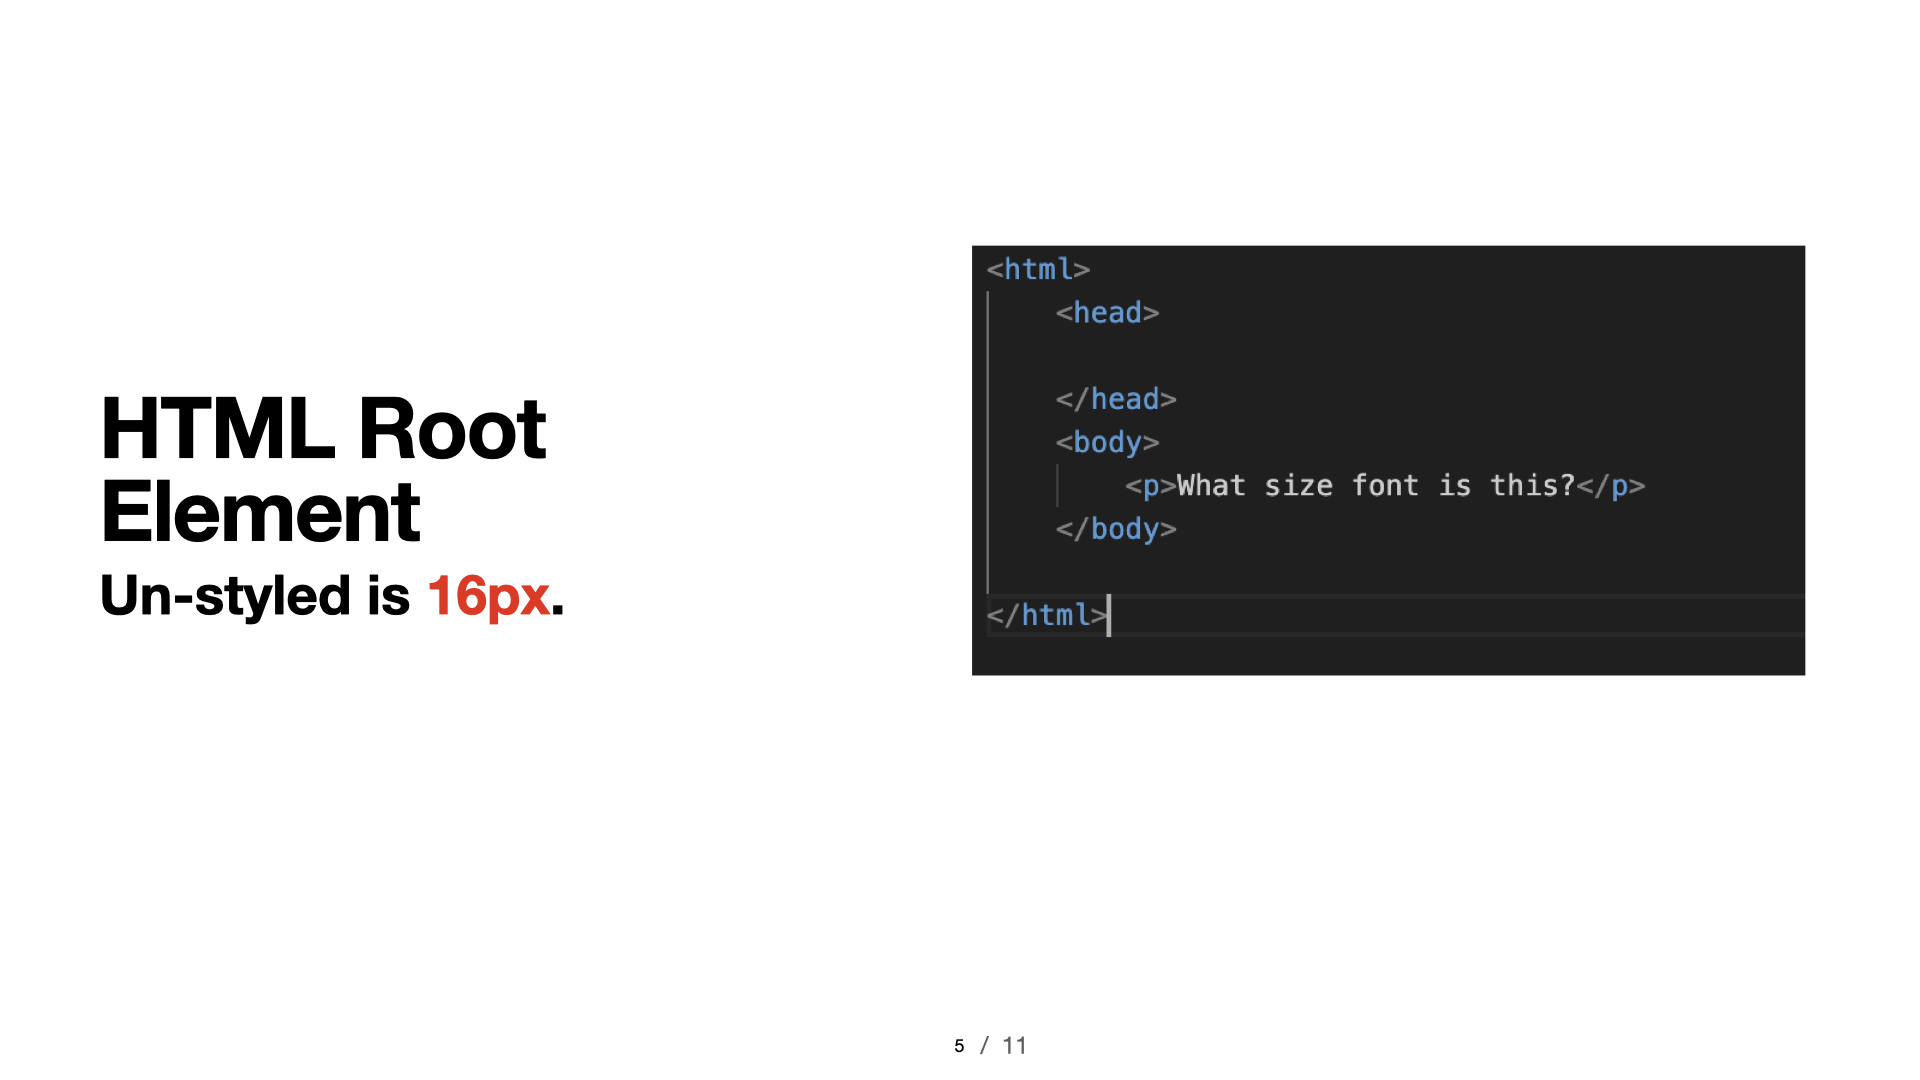 HTML Root
Element
Un-styled is 16px.
<html>
<head>
</head>
<body>
<p>What size font is this?</p>
</body>
</html>
5 / 11